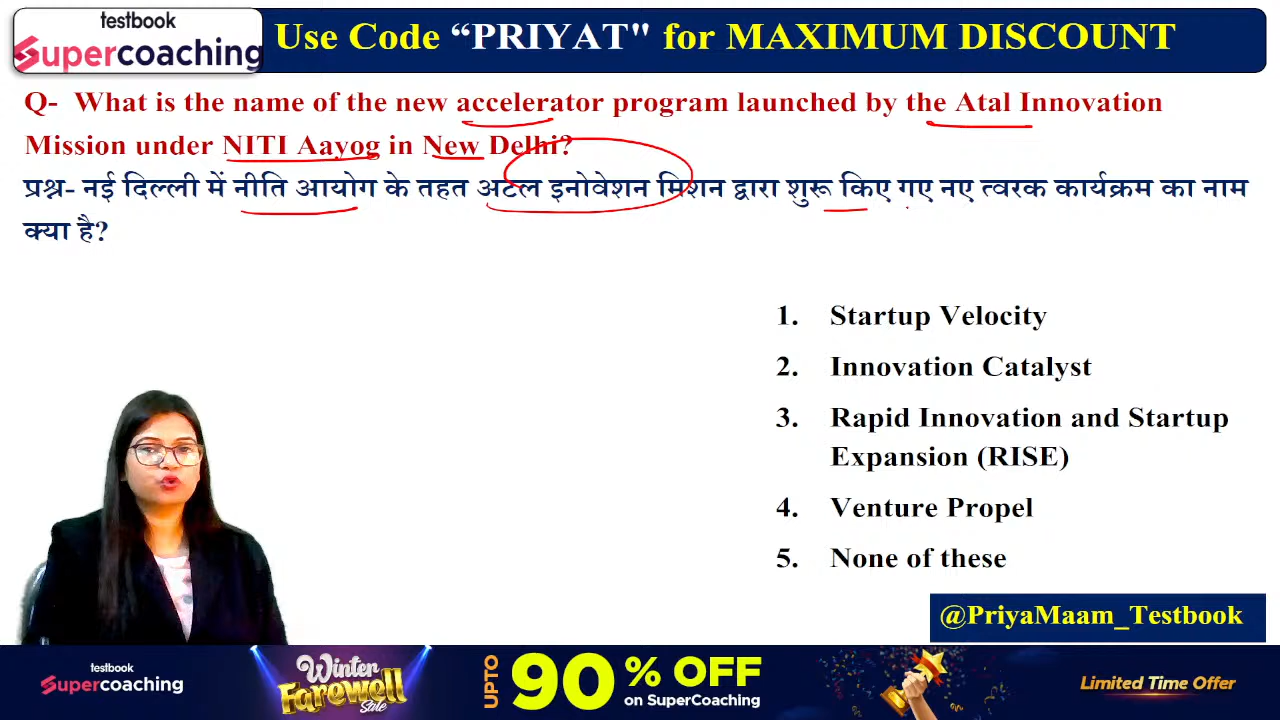 testbook
Supercoaching
Use Code “PRIYAT" for MAXIMUM DISCOUNT
Q- What is the name of the new accelerator program launched by the Atal Innovation
Mission under NITI Aayog in New Delhi?
प्रश्न- नई दिल्ली में नीति आयोग के तहत अटल इनोवेशन मिशन द्वारा शुरू किए गए नए त्वरक कार्यक्रम का नाम
क्या है?
1. Startup Velocity
2. Innovation Catalyst
3. Rapid Innovation and Startup
Expansion (RISE)
4. Venture Propel
5. None of these
@PriyaMaam_Testbook
testbook
Supercoaching
Winter
Farewell
Sale
UPTO 90 % OFF
on SuperCoaching
Limited Time Offer